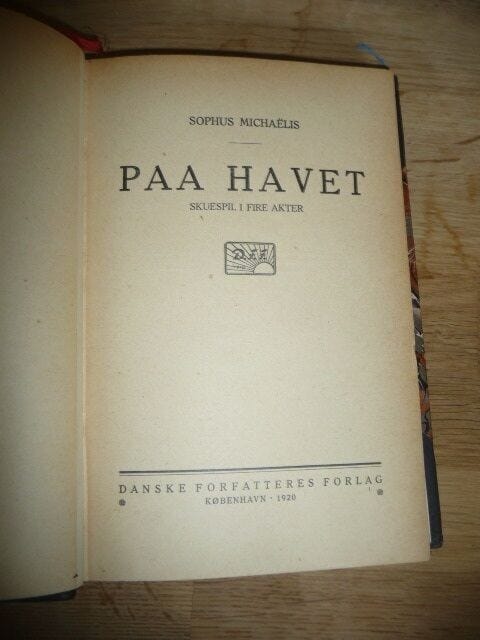 SOPHUS MICHAËLIS
PAA HAVET
SKUESPIL I FIRE AKTER
DANSKE FORFATTERES FORLAG
KØBENHAVN · 1920